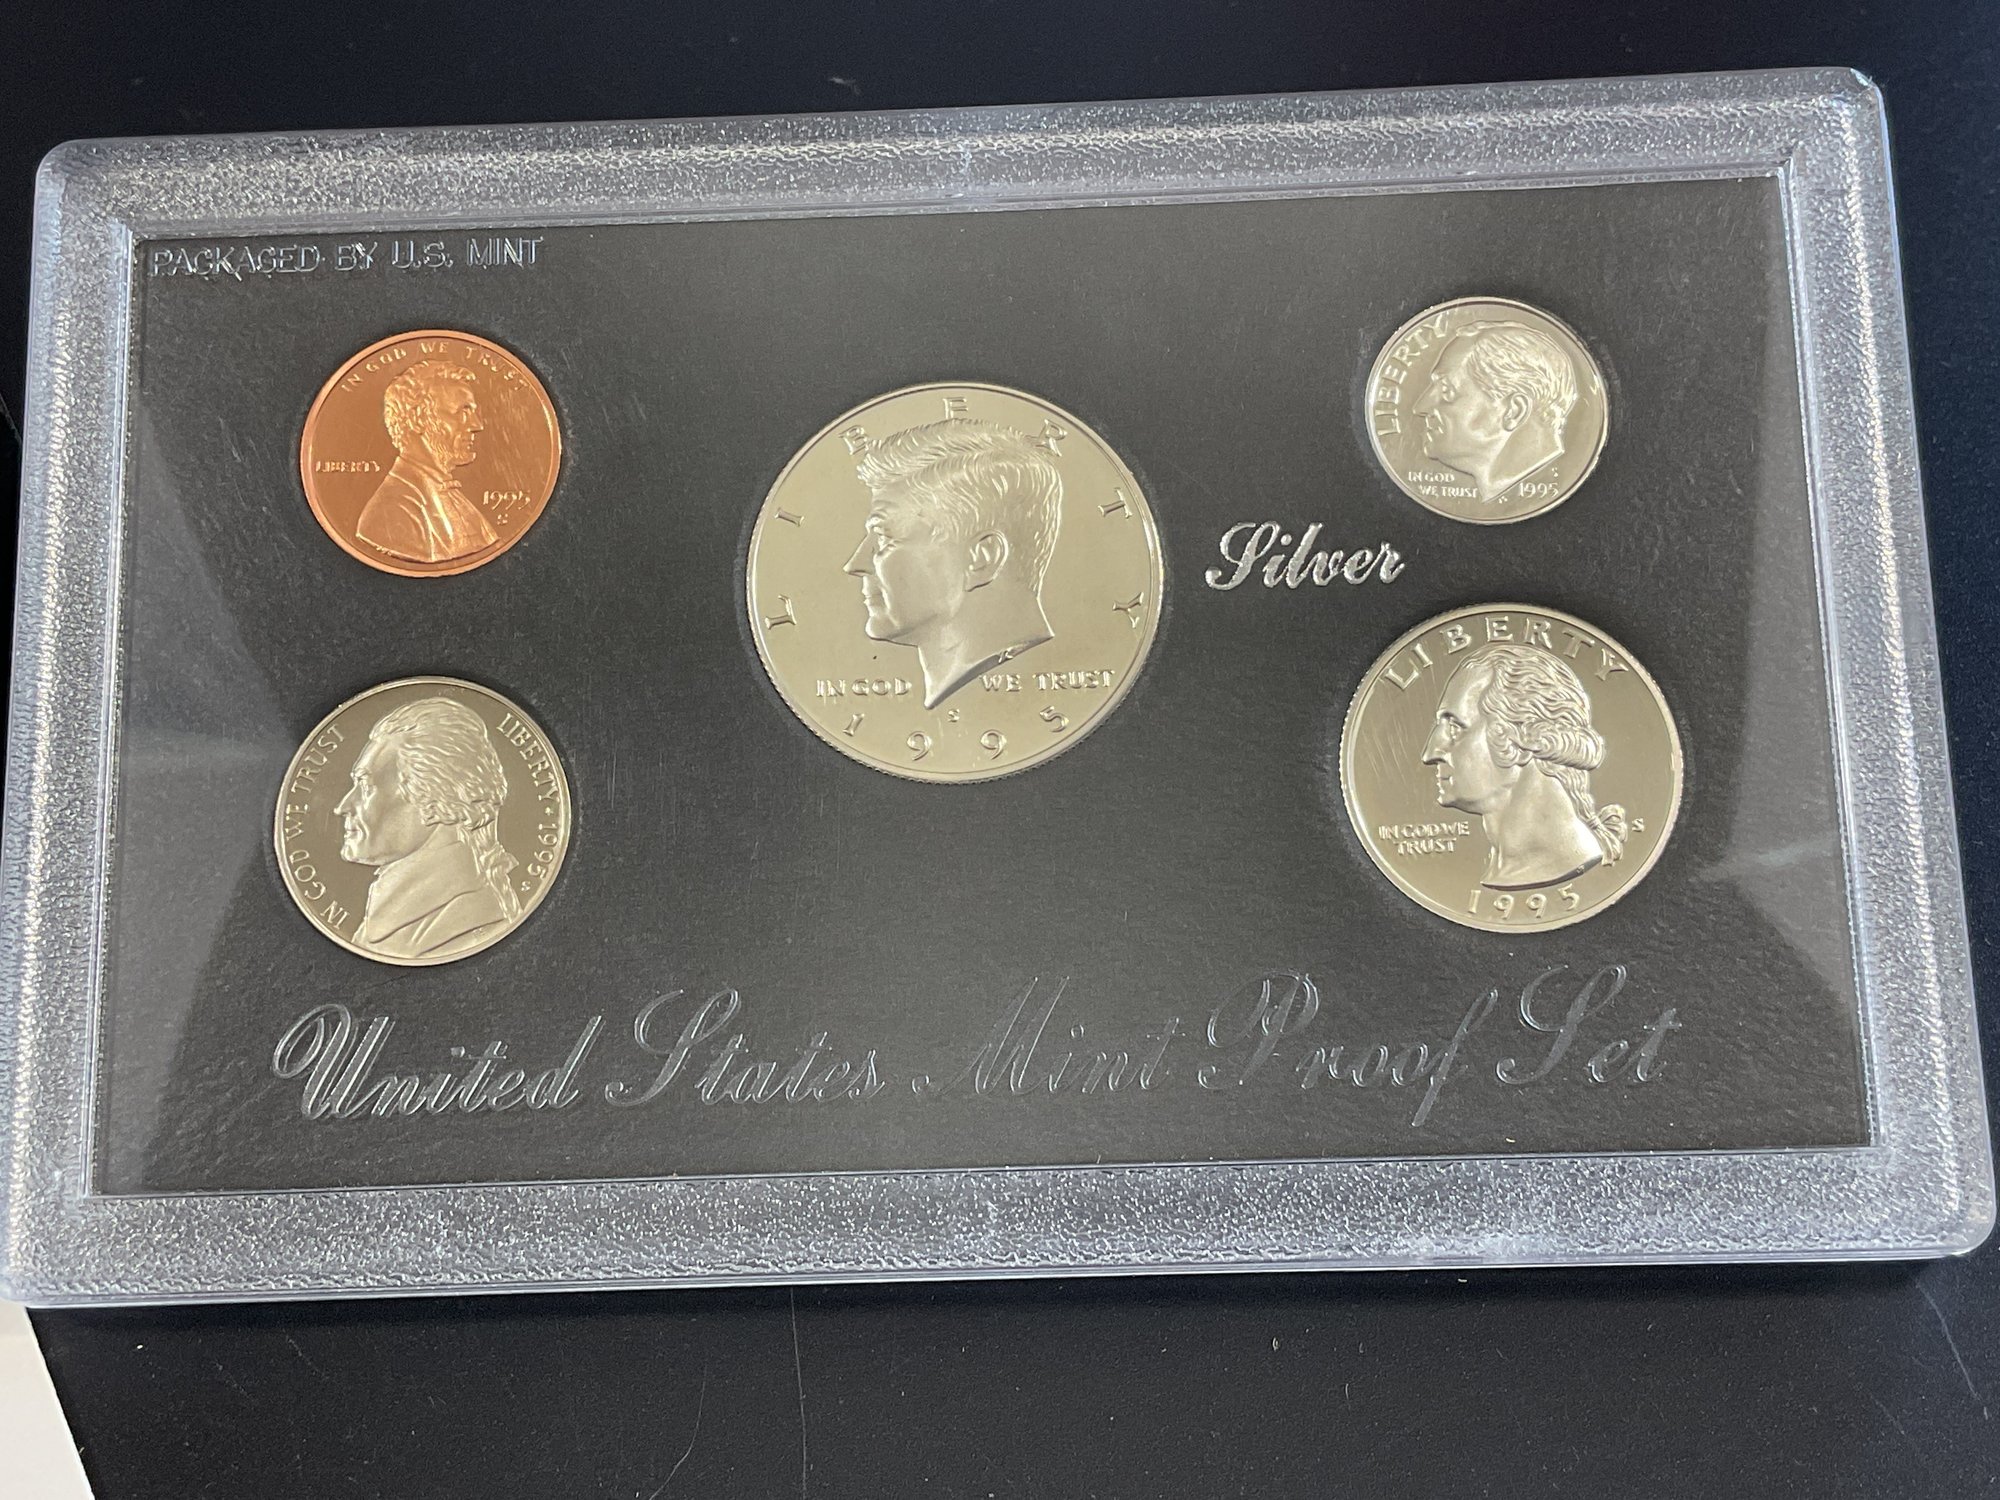 PACKAGED BY U.S. MINT
IN GOD WE TRUST
LIBERTY
1995
S
LIBERTY
IN GOD WE TRUST
S
1995
LIBERTY
IN GOD
WE TRUST
S
1995
Silver
IN GOD WE TRUST
LIBERTY · 1995
S
LIBERTY
IN GOD WE
TRUST
S
1995
United States Mint Proof Set